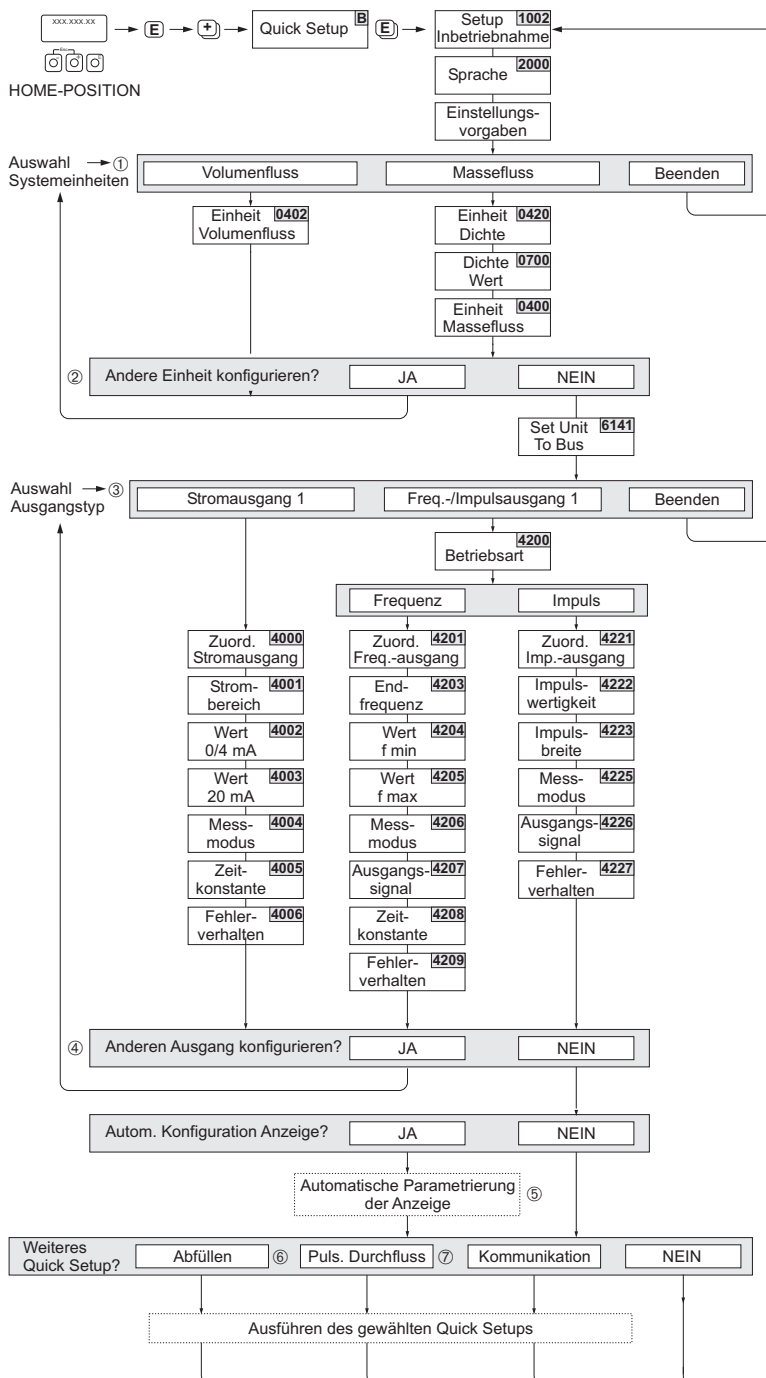 xxx.xxx.xx
Esc
E
+
Quick Setup B
E
Setup 1002
Inbetriebnahme
HOME-POSITION
Sprache 2000
Einstellungs-
vorgaben
Auswahl
Systemeinheiten
①
Volumenfluss
Massefluss
Beenden
Einheit 0402
Volumenfluss
Einheit 0420
Dichte
Dichte 0700
Wert
Einheit 0400
Massefluss
② Andere Einheit konfigurieren? JA NEIN
Set Unit 6141
To Bus
Auswahl
Ausgangstyp
③
Stromausgang 1
Freq.-/Impulsausgang 1
Beenden
4200
Betriebsart
Frequenz
Impuls
Zuord. 4000
Stromausgang
Strom- 4001
bereich
Wert 4002
0/4 mA
Wert 4003
20 mA
Mess- 4004
modus
Zeit- 4005
konstante
Fehler- 4006
verhalten
Zuord. 4201
Freq.-ausgang
End- 4203
frequenz
Wert 4204
f min
Wert 4205
f max
Mess- 4206
modus
Ausgangs- 4207
signal
Zeit- 4208
konstante
Fehler- 4209
verhalten
Zuord. 4221
Imp.-ausgang
Impuls- 4222
wertigkeit
Impuls- 4223
breite
Mess- 4225
modus
Ausgangs- 4226
signal
Fehler- 4227
verhalten
④ Anderen Ausgang konfigurieren? JA NEIN
Autom. Konfiguration Anzeige? JA NEIN
Automatische Parametrierung
der Anzeige
⑤
Weiteres
Quick Setup?
Abfüllen ⑥ Puls. Durchfluss ⑦ Kommunikation NEIN
Ausführen des gewählten Quick Setups